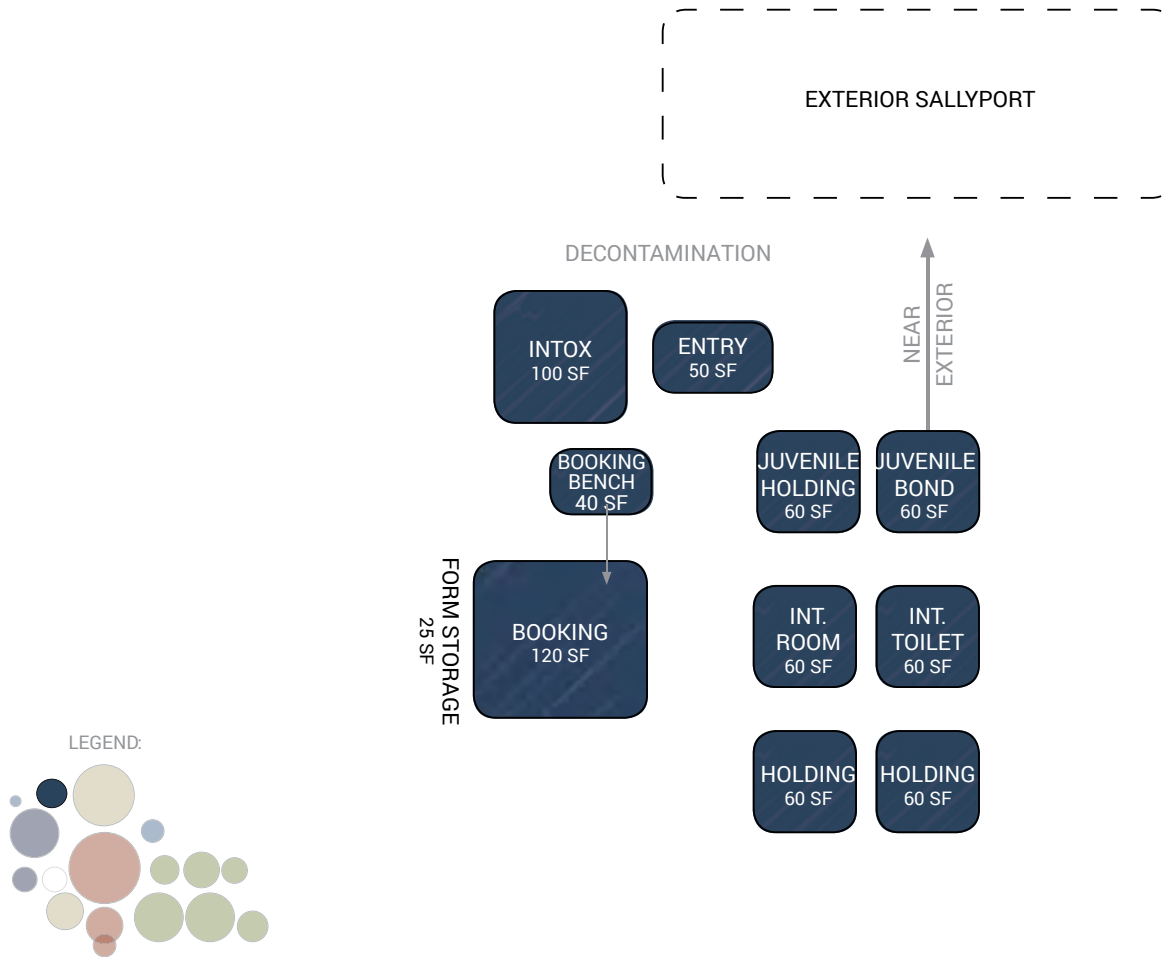 EXTERIOR SALLYPORT
DECONTAMINATION
NEAR
EXTERIOR
INTOX
100 SF
ENTRY
50 SF
BOOKING
BENCH
40 SF
JUVENILE
HOLDING
60 SF
JUVENILE
BOND
60 SF
FORM STORAGE
25 SF
BOOKING
120 SF
INT.
ROOM
60 SF
INT.
TOILET
60 SF
HOLDING
60 SF
HOLDING
60 SF
LEGEND: